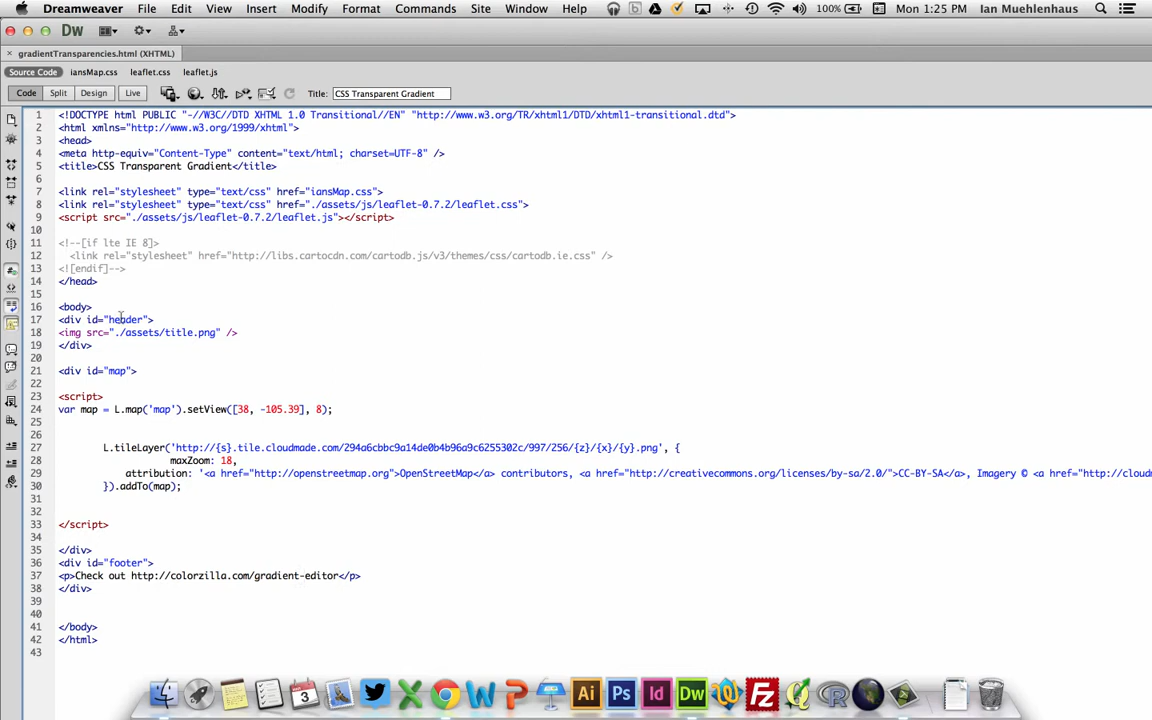 Dreamweaver File Edit View Insert Modify Format Commands Site Window Help 100% Mon 1:25 PM Ian Muehlenhaus
Dw
× gradientTransparencies.html (XHTML)
Source Code iansMap.css leaflet.css leaflet.js
Code Split Design Live Title: CSS Transparent Gradient
1 <!DOCTYPE html PUBLIC "-//W3C//DTD XHTML 1.0 Transitional//EN" "http://www.w3.org/TR/xhtml1/DTD/xhtml1-transitional.dtd">
2 <html xmlns="http://www.w3.org/1999/xhtml">
3 <head>
4 <meta http-equiv="Content-Type" content="text/html; charset=UTF-8" />
5 <title>CSS Transparent Gradient</title>
6
7 <link rel="stylesheet" type="text/css" href="iansMap.css">
8 <link rel="stylesheet" type="text/css" href="./assets/js/leaflet-0.7.2/leaflet.css">
9 <script src="./assets/js/leaflet-0.7.2/leaflet.js"></script>
10
11 <!--[if lte IE 8]>
12 <link rel="stylesheet" href="http://libs.cartocdn.com/cartodb.js/v3/themes/css/cartodb.ie.css" />
13 <![endif]-->
14 </head>
15
16 <body>
17 <div id="header">
18 <img src="./assets/title.png" />
19 </div>
20
21 <div id="map">
22
23 <script>
24 var map = L.map('map').setView([38, -105.39], 8);
25
26
27 L.tileLayer('http://{s}.tile.cloudmade.com/294a6cbbc9a14de0b4b96a9c6255302c/997/256/{z}/{x}/{y}.png', {
28 maxZoom: 18,
29 attribution: '<a href="http://openstreetmap.org">OpenStreetMap</a> contributors, <a href="http://creativecommons.org/licenses/by-sa/2.0/">CC-BY-SA</a>, Imagery © <a href="http://cloud
30 }).addTo(map);
31
32
33 </script>
34
35 </div>
36 <div id="footer">
37 <p>Check out http://colorzilla.com/gradient-editor</p>
38 </div>
39
40
41 </body>
42 </html>
43
3 Ai Ps Id Dw Fz R